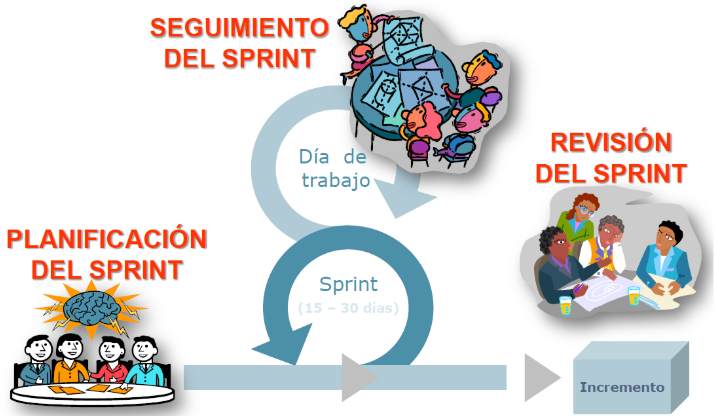 SEGUIMIENTO
DEL SPRINT
Día de
trabajo
REVISIÓN
DEL SPRINT
PLANIFICACIÓN
DEL SPRINT
Sprint
(15 – 30 días)
Incremento